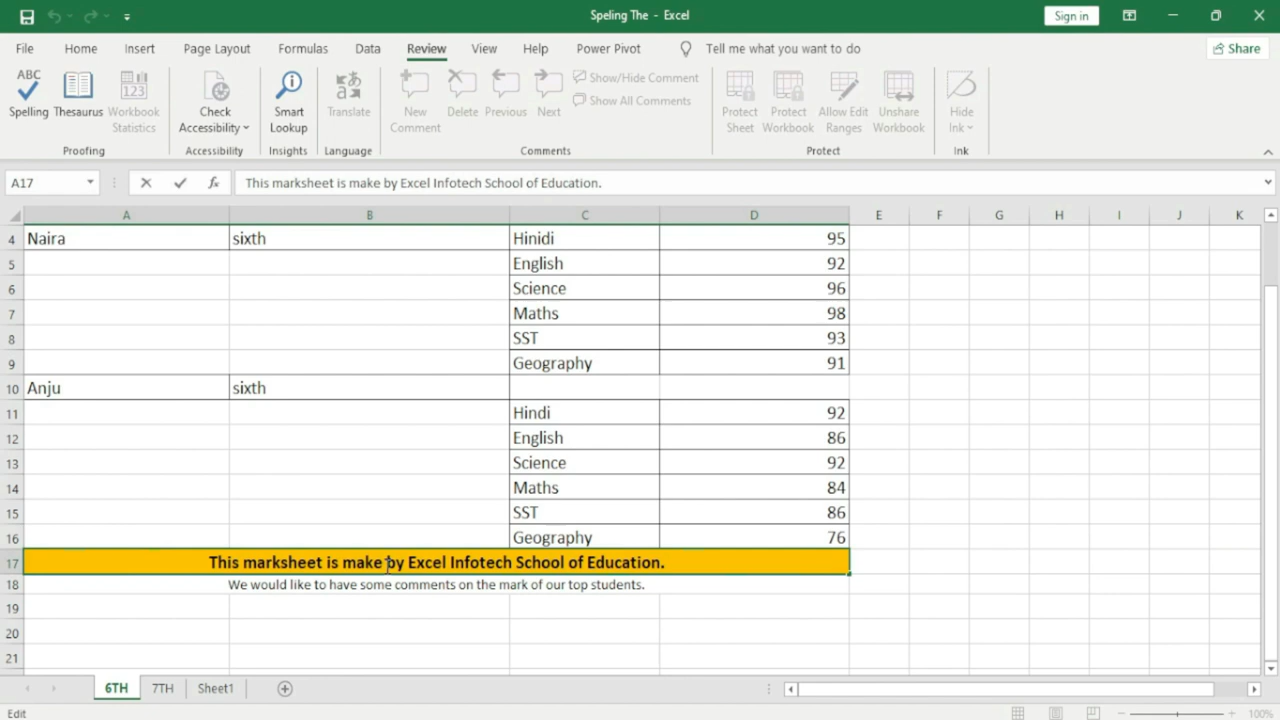 Speling The - Excel
Sign in
File Home Insert Page Layout Formulas Data Review View Help Power Pivot Tell me what you want to do Share
ABC Spelling
Thesaurus
123 Workbook Statistics
Check Accessibility
Smart Lookup
Translate
New Comment
Delete
Previous
Next
Show/Hide Comment
Show All Comments
Protect Sheet
Protect Workbook
Allow Edit Ranges
Unshare Workbook
Hide Ink
Proofing Accessibility Insights Language Comments Protect Ink
A17 fx This marksheet is make by Excel Infotech School of Education.
A B C D E F G H I J K
4 Naira sixth Hinidi 95
5 English 92
6 Science 96
7 Maths 98
8 SST 93
9 Geography 91
10 Anju sixth
11 Hindi 92
12 English 86
13 Science 92
14 Maths 84
15 SST 86
16 Geography 76
17 This marksheet is make by Excel Infotech School of Education.
18 We would like to have some comments on the mark of our top students.
19
20
21
6TH 7TH Sheet1
Edit 100%